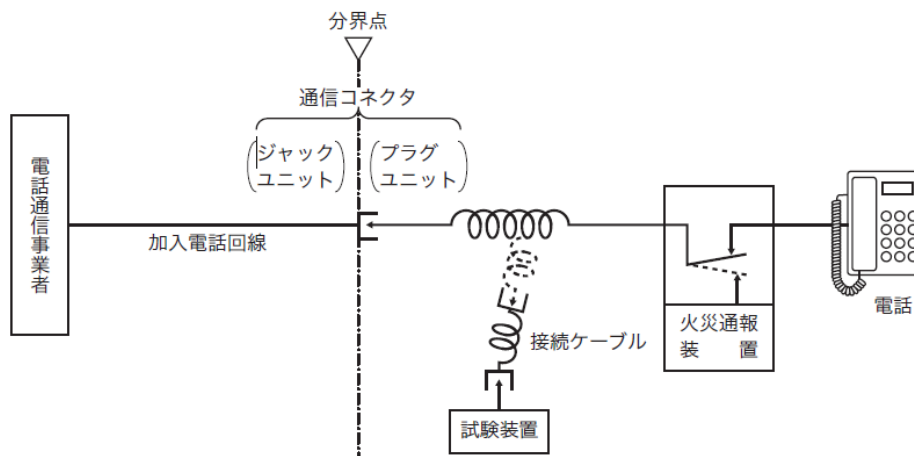 分界点
通信コネクタ
ジャック
ユニット
プラグ
ユニット
電話通信事業者
加入電話回線
接続ケーブル
試験装置
火災通報
装置
電話